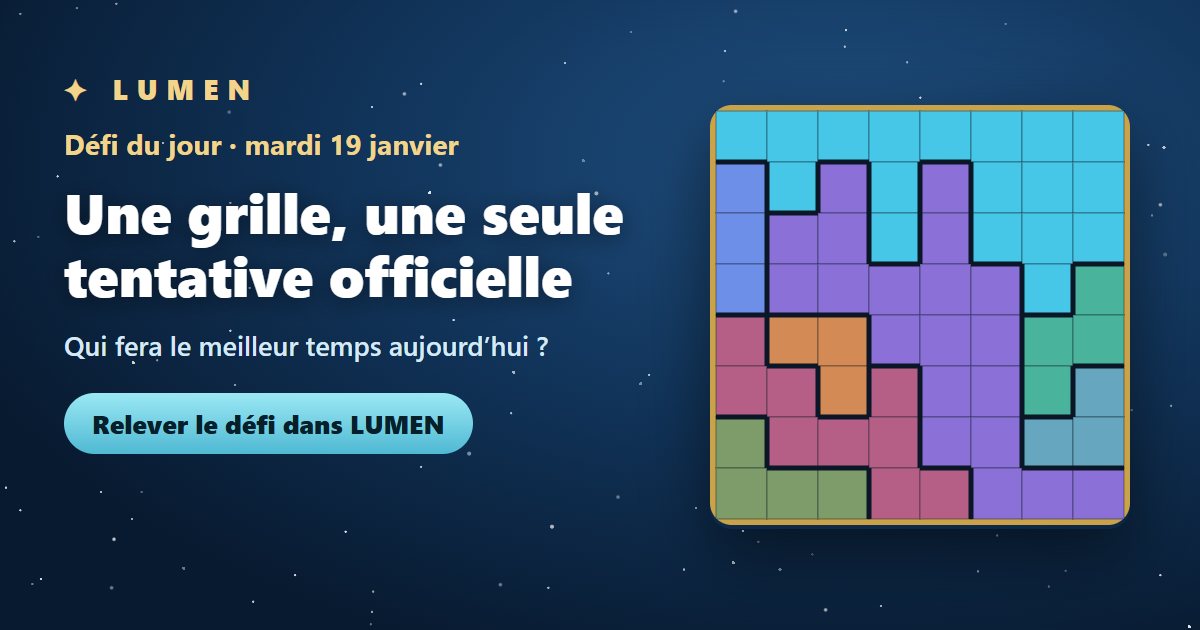 ✦ LUMEN
Défi du jour · mardi 19 janvier
Une grille, une seule
tentative officielle
Qui fera le meilleur temps aujourd’hui ?
Relever le défi dans LUMEN